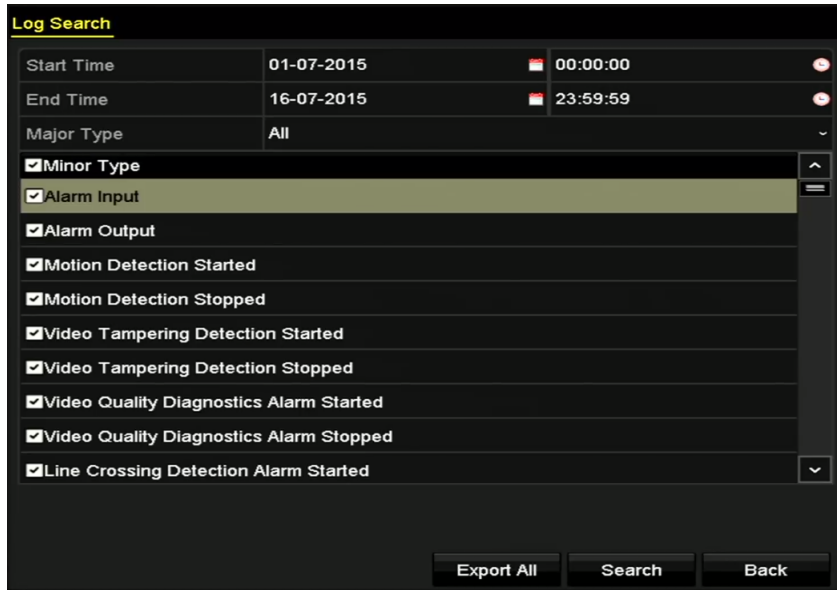 Log Search
Start Time 01-07-2015 00:00:00
End Time 16-07-2015 23:59:59
Major Type All
Minor Type
Alarm Input
Alarm Output
Motion Detection Started
Motion Detection Stopped
Video Tampering Detection Started
Video Tampering Detection Stopped
Video Quality Diagnostics Alarm Started
Video Quality Diagnostics Alarm Stopped
Line Crossing Detection Alarm Started
Export All Search Back